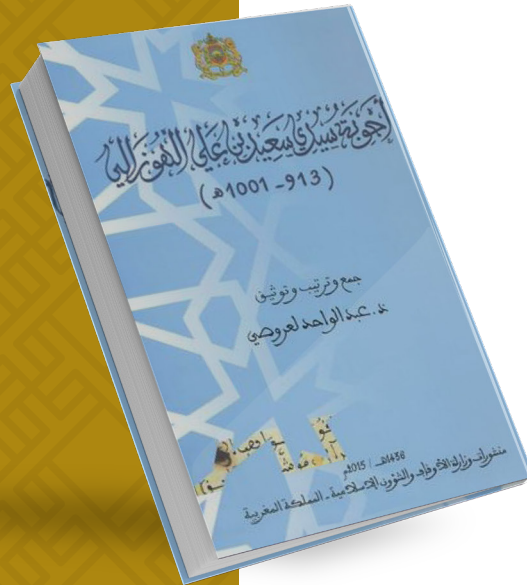 أجوبة سيدي سعيد بن علي الهوزالي
(913 - 1001هـ)
جمع وترتيب وتوثيق
ذ. عبد الواحد لعروصي
1436هـ / 2015م
منشورات وزارة الأوقاف والشؤون الإسلامية - المملكة المغربية